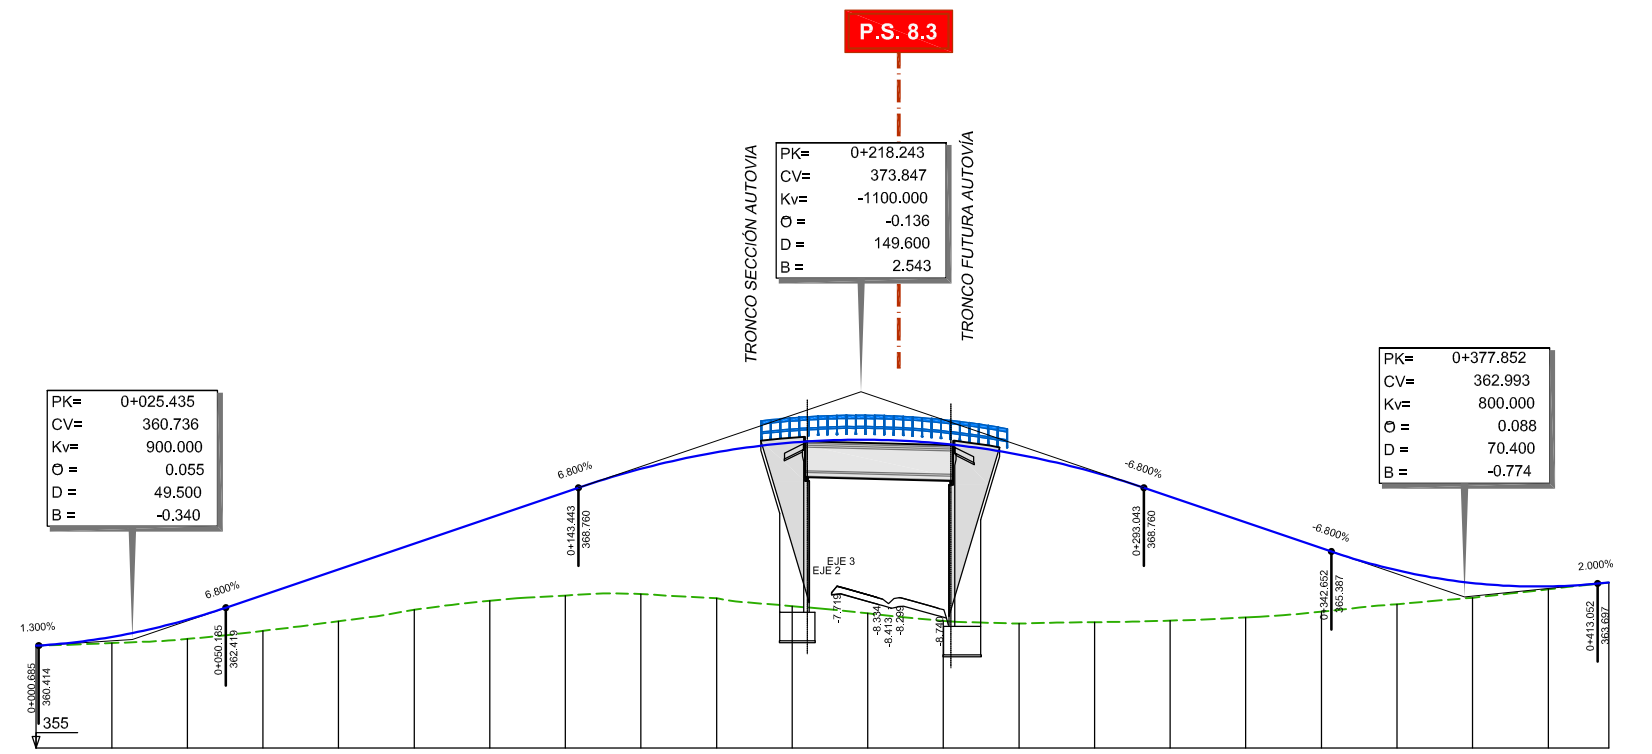 P.S. 8.3
TRONCO SECCIÓN AUTOVIA
PK= 0+218.243
CV= 373.847
Kv= -1100.000
Θ = -0.136
D = 149.600
B = 2.543
TRONCO FUTURA AUTOVÍA
PK= 0+025.435
CV= 360.736
Kv= 900.000
Θ = 0.055
D = 49.500
B = -0.340
PK= 0+377.852
CV= 362.993
Kv= 800.000
Θ = 0.088
D = 70.400
B = -0.774
1.300%
6.800%
6.800%
-6.800%
-6.800%
2.000%
0+000.685
360.414
0+050.185
362.419
0+143.443
368.760
EJE 3
EJE 2
-7.719
-8.334
-8.413
-8.299
-8.740
0+293.043
368.760
0+342.652
365.387
0+413.052
363.697
355